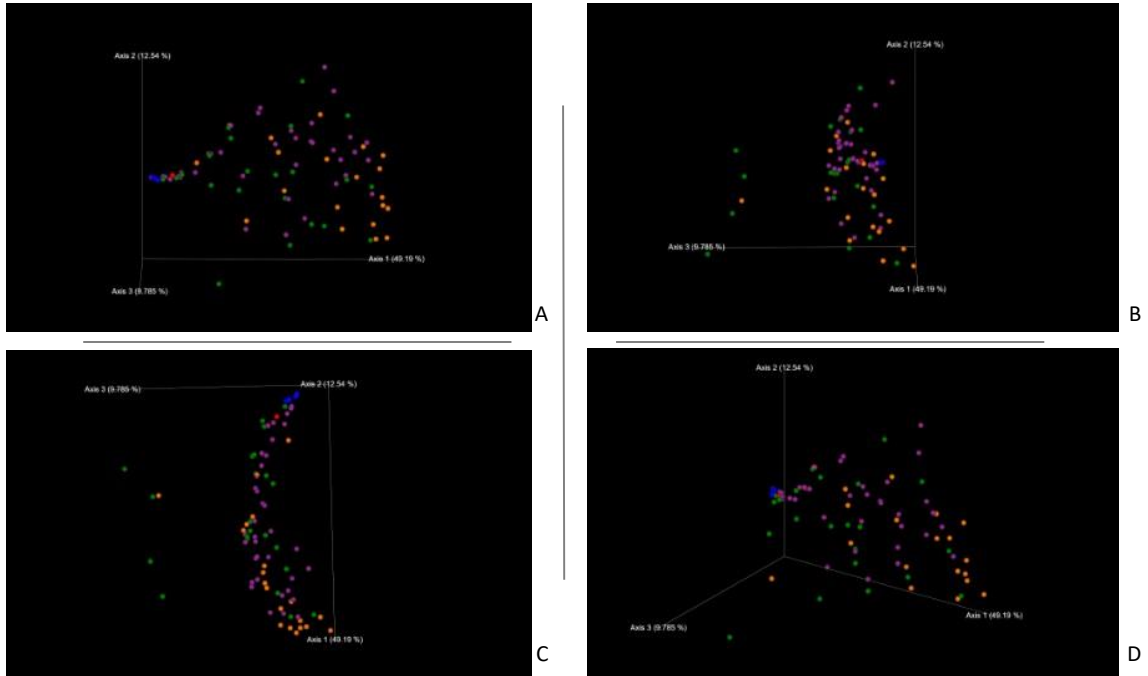 Axis 2 (12.54 %)
Axis 1 (49.19 %)
Axis 3 (9.785 %)
A
Axis 2 (12.54 %)
Axis 3 (9.785 %)
Axis 1 (49.19 %)
B
Axis 3 (9.785 %)
Axis 2 (12.54 %)
Axis 1 (49.19 %)
C
Axis 2 (12.54 %)
Axis 1 (49.19 %)
Axis 3 (9.785 %)
D